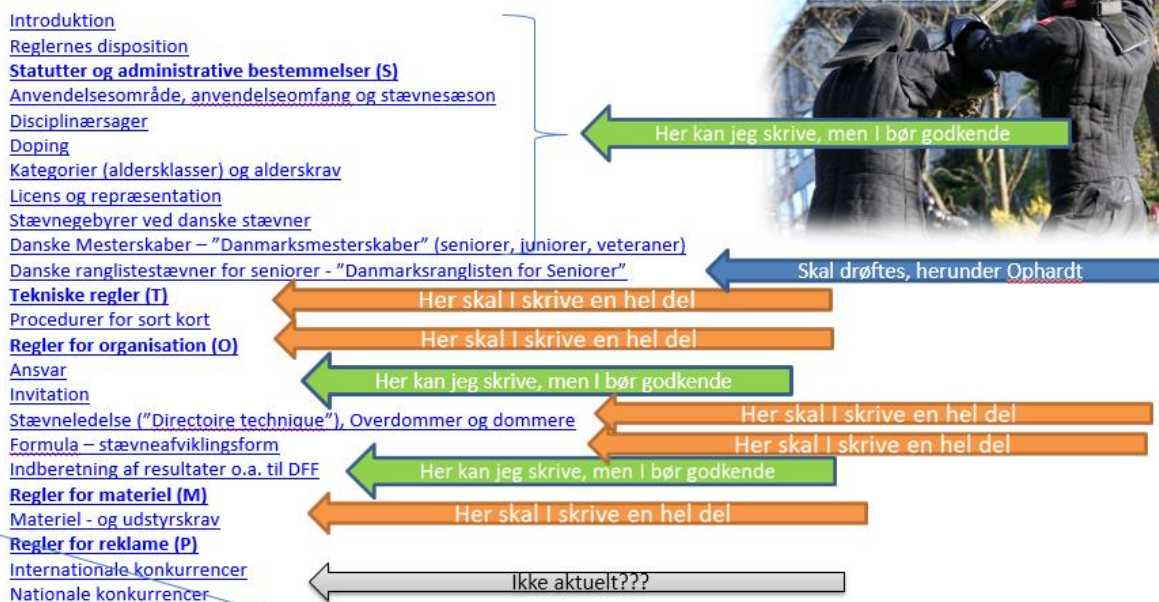 Introduktion
Reglernes disposition
Statutter og administrative bestemmelser (S)
Anvendelsesområde, anvendelseomfang og stævnesæson
Disciplinærsager
Her kan jeg skrive, men I bør godkende
Doping
Kategorier (aldersklasser) og alderskrav
Licens og repræsentation
Stævnegebyrer ved danske stævner
Danske Mesterskaber – ”Danmarksmesterskaber” (seniorer, juniorer, veteraner)
Danske ranglistestævner for seniorer - ”Danmarksranglisten for Seniorer”
Skal drøftes, herunder Ophardt
Tekniske regler (T)
Her skal I skrive en hel del
Procedurer for sort kort
Regler for organisation (O)
Her skal I skrive en hel del
Ansvar
Her kan jeg skrive, men I bør godkende
Invitation
Stævneledelse (”Directoire technique”), Overdommer og dommere
Her skal I skrive en hel del
Formula – stævneafviklingsform
Her skal I skrive en hel del
Indberetning af resultater o.a. til DFF
Her kan jeg skrive, men I bør godkende
Regler for materiel (M)
Materiel - og udstyrskrav
Her skal I skrive en hel del
Regler for reklame (P)
Internationale konkurrencer
Ikke aktuelt???
Nationale konkurrencer